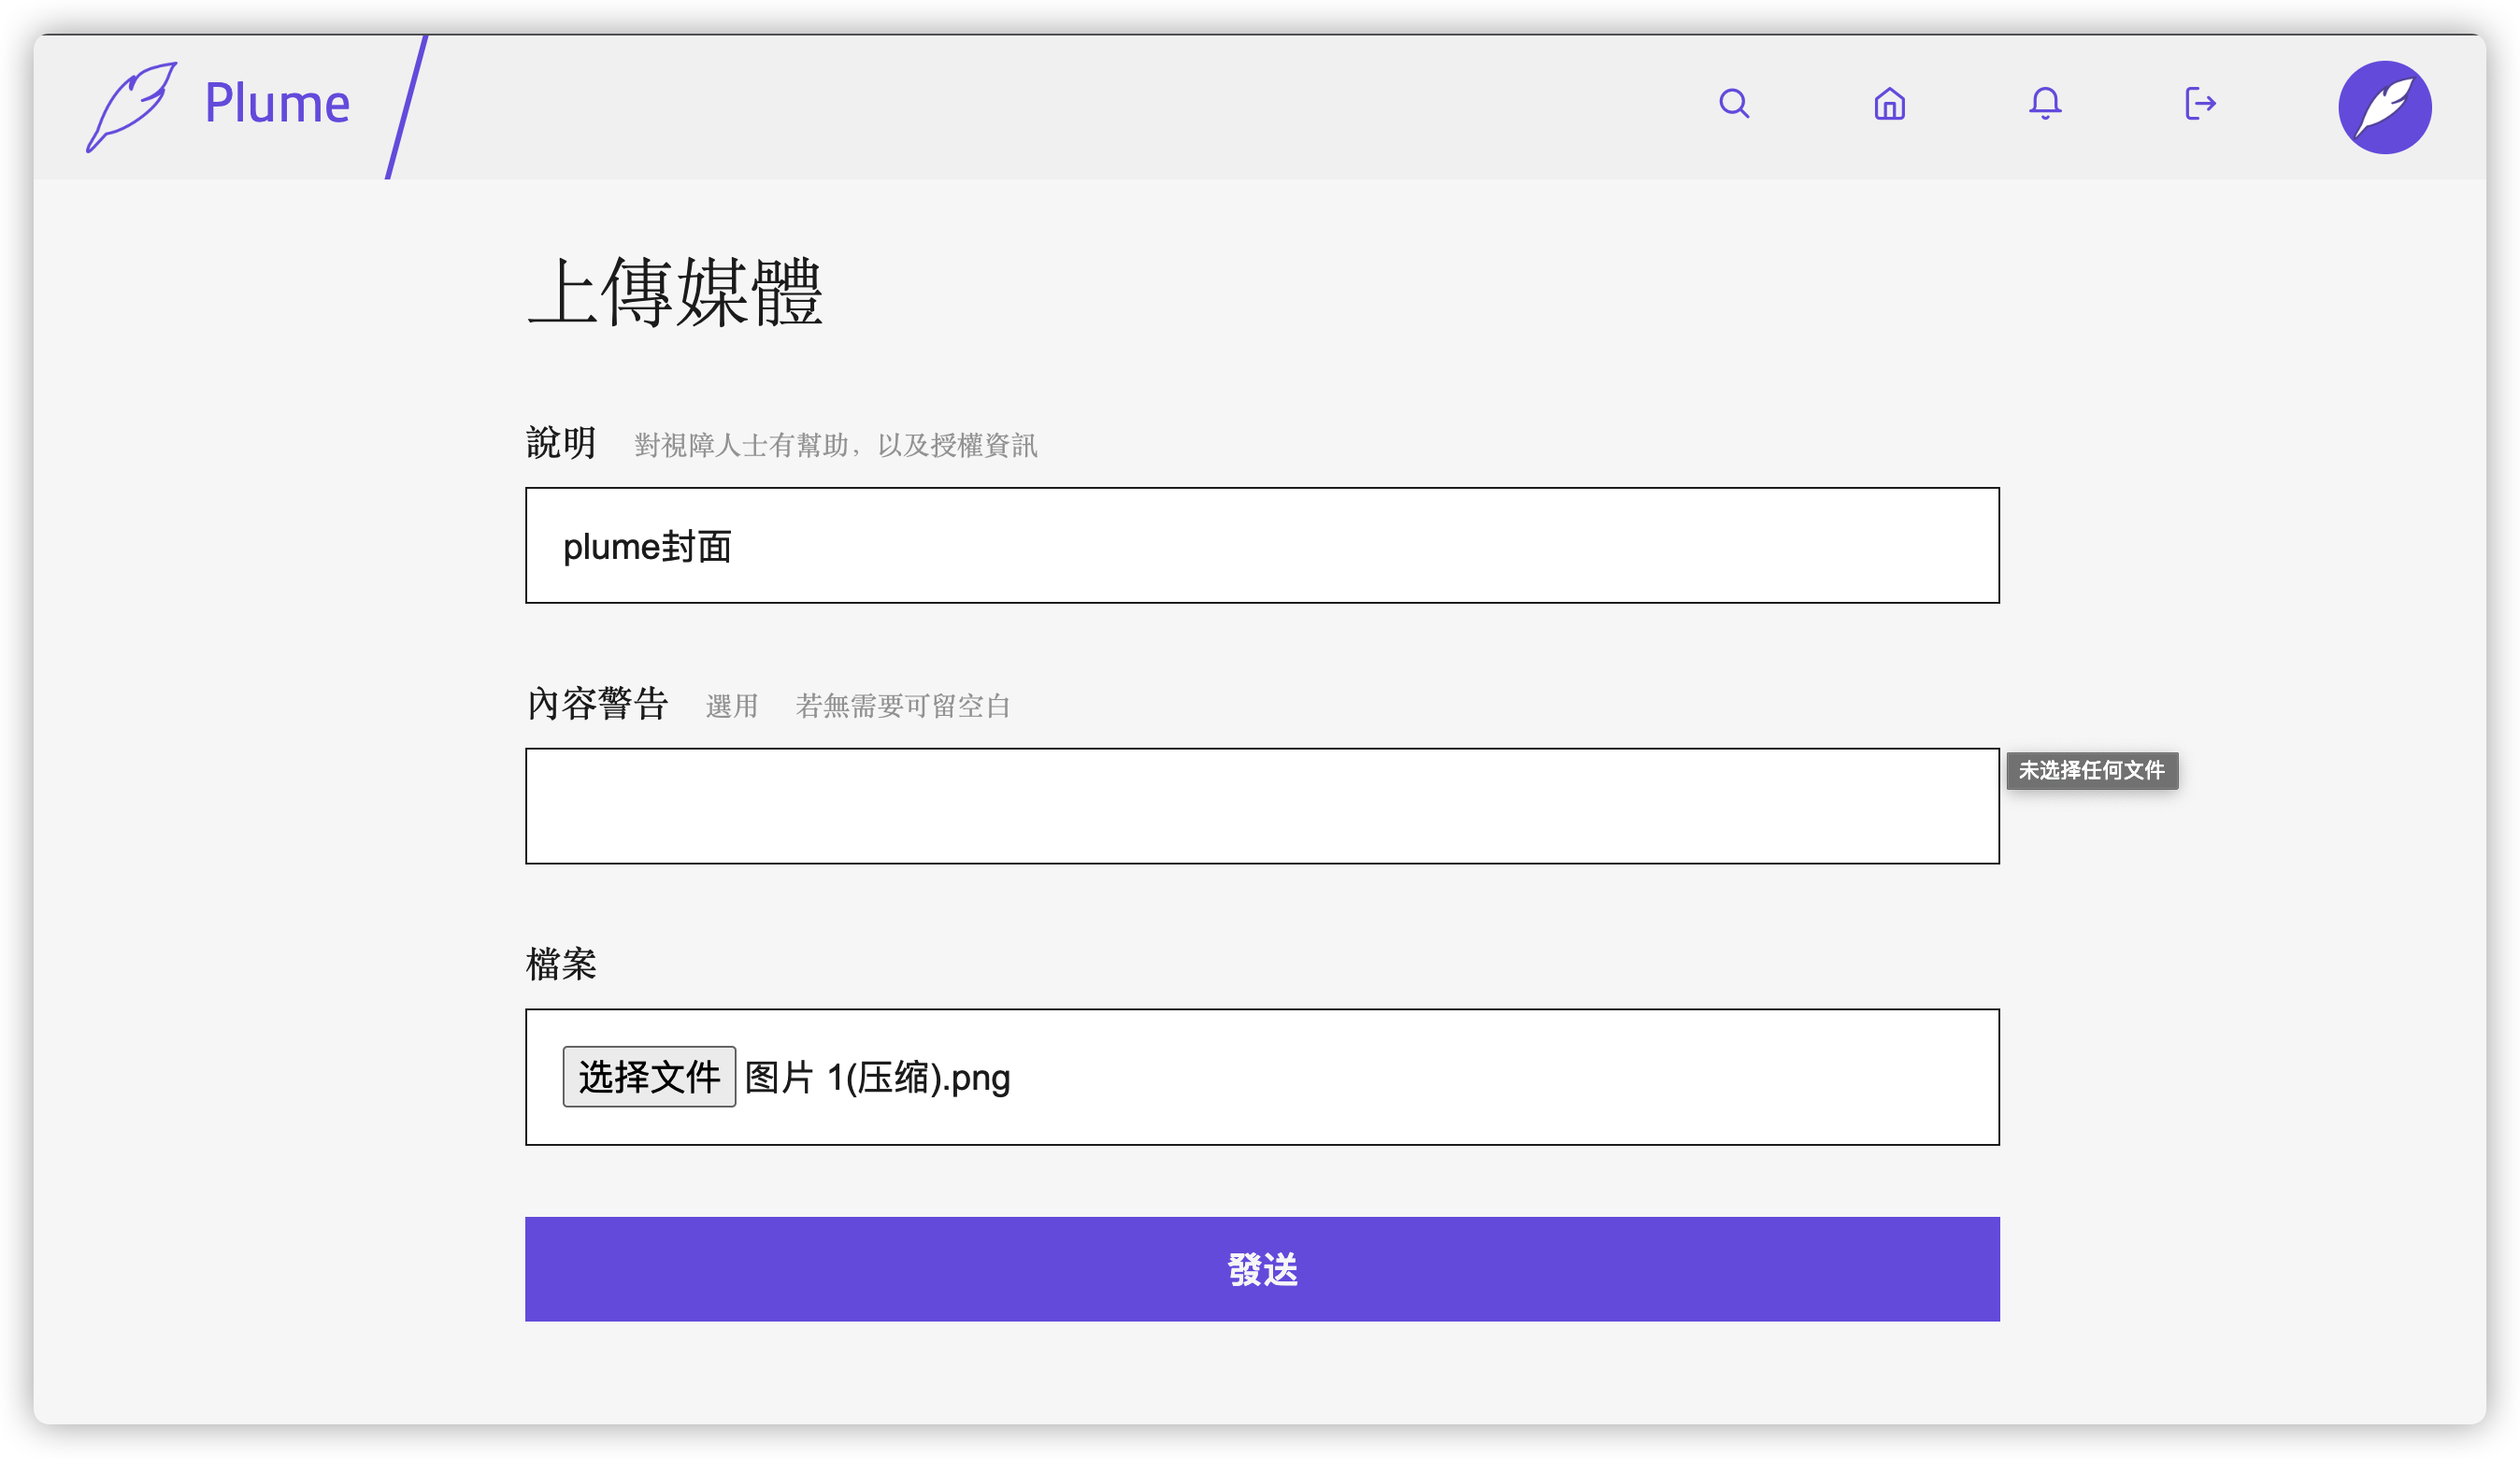 Plume
上傳媒體
說明 對視障人士有幫助，以及授權資訊
plume封面
內容警告 選用 若無需要可留空白
未选择任何文件
檔案
选择文件 图片 1(压缩).png
發送